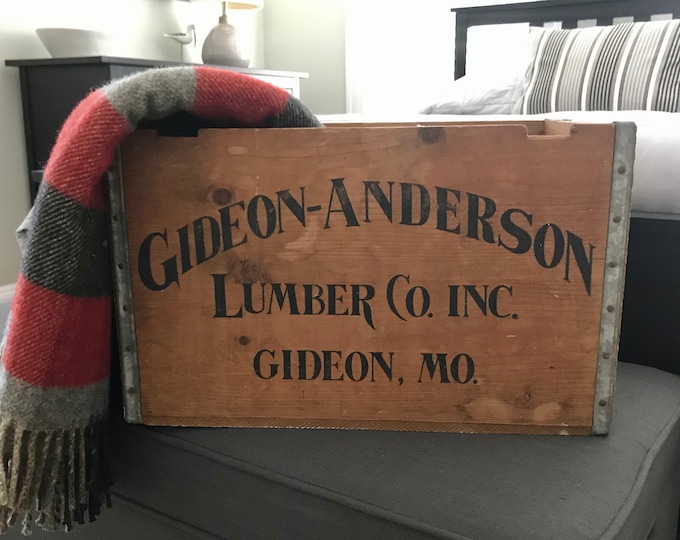 GIDEON-ANDERSON
LUMBER CO. INC.
GIDEON, MO.